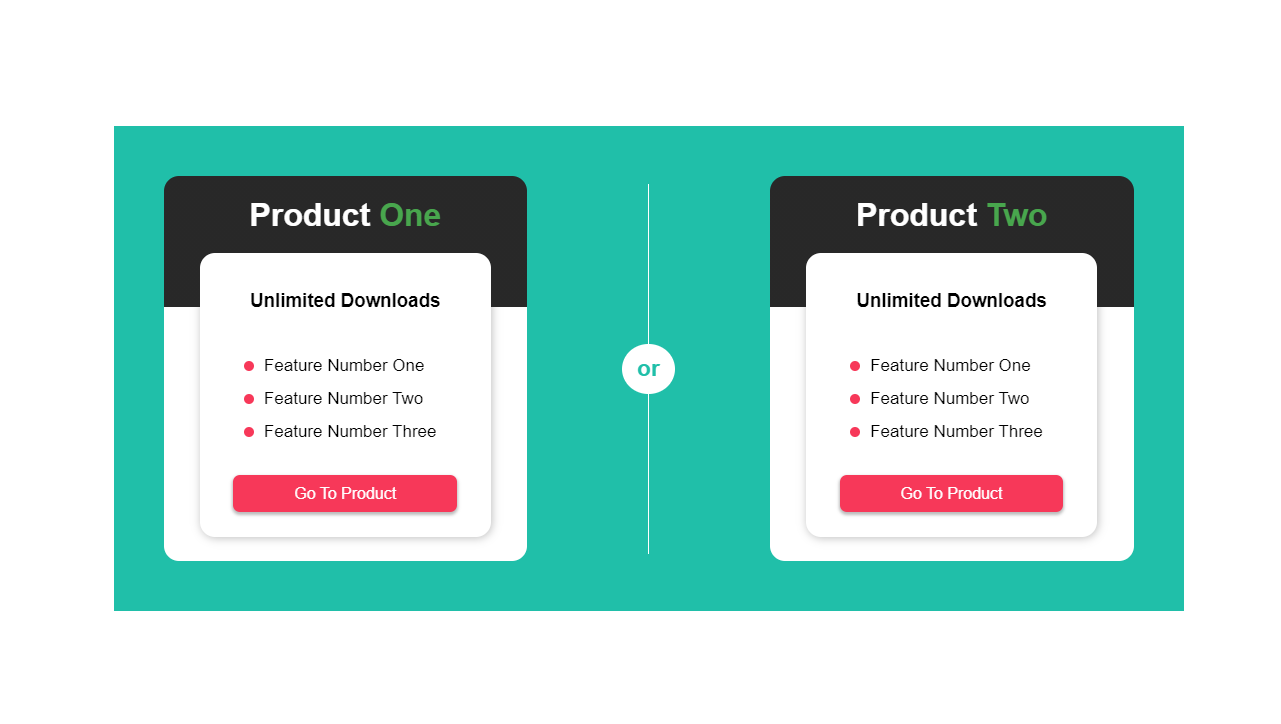 Product One
Unlimited Downloads
Feature Number One
Feature Number Two
Feature Number Three
Go To Product
or
Product Two
Unlimited Downloads
Feature Number One
Feature Number Two
Feature Number Three
Go To Product